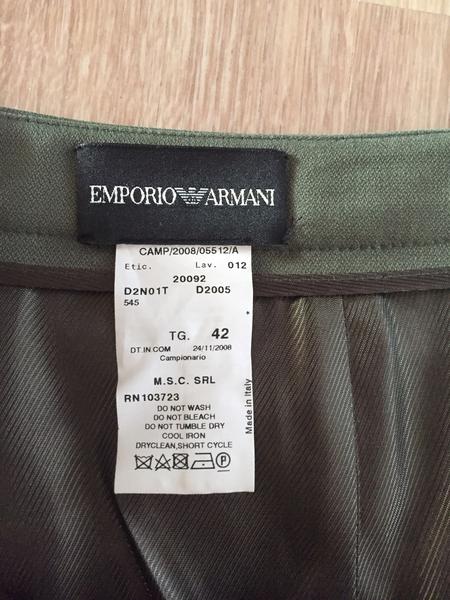 EMPORIO ARMANI
CAMP/2008/05512/A
Etic. Lav. 012
20092
D2N01T D2005
545
TG. 42
DT.IN.COM 24/11/2008
Campionario
M.S.C. SRL
RN103723
DO NOT WASH
DO NOT BLEACH
DO NOT TUMBLE DRY
COOL IRON
DRYCLEAN,SHORT CYCLE
P
Made in Italy